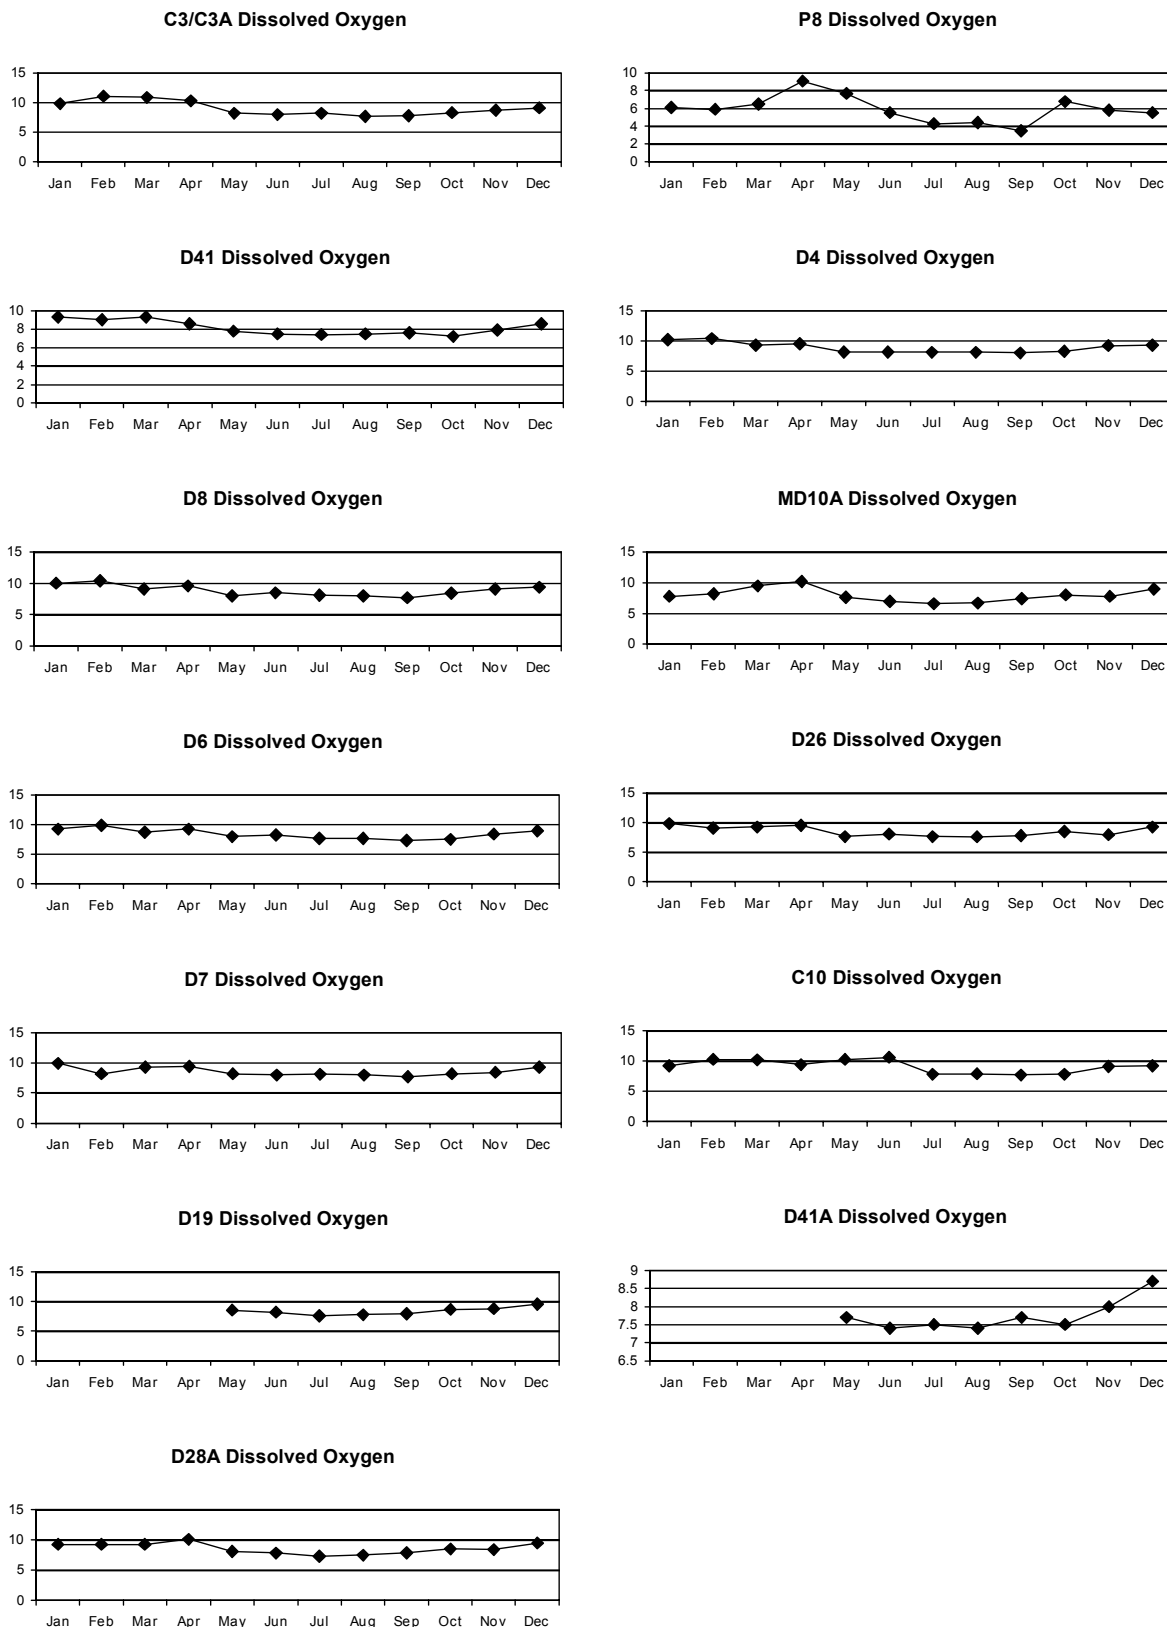 C3/C3A Dissolved Oxygen
15
10
5
0
Jan Feb Mar Apr May Jun Jul Aug Sep Oct Nov Dec
P8 Dissolved Oxygen
10
8
6
4
2
0
Jan Feb Mar Apr May Jun Jul Aug Sep Oct Nov Dec
D41 Dissolved Oxygen
10
8
6
4
2
0
Jan Feb Mar Apr May Jun Jul Aug Sep Oct Nov Dec
D4 Dissolved Oxygen
15
10
5
0
Jan Feb Mar Apr May Jun Jul Aug Sep Oct Nov Dec
D8 Dissolved Oxygen
15
10
5
0
Jan Feb Mar Apr May Jun Jul Aug Sep Oct Nov Dec
MD10A Dissolved Oxygen
15
10
5
0
Jan Feb Mar Apr May Jun Jul Aug Sep Oct Nov Dec
D6 Dissolved Oxygen
15
10
5
0
Jan Feb Mar Apr May Jun Jul Aug Sep Oct Nov Dec
D26 Dissolved Oxygen
15
10
5
0
Jan Feb Mar Apr May Jun Jul Aug Sep Oct Nov Dec
D7 Dissolved Oxygen
15
10
5
0
Jan Feb Mar Apr May Jun Jul Aug Sep Oct Nov Dec
C10 Dissolved Oxygen
15
10
5
0
Jan Feb Mar Apr May Jun Jul Aug Sep Oct Nov Dec
D19 Dissolved Oxygen
15
10
5
0
Jan Feb Mar Apr May Jun Jul Aug Sep Oct Nov Dec
D41A Dissolved Oxygen
9
8.5
8
7.5
7
6.5
Jan Feb Mar Apr May Jun Jul Aug Sep Oct Nov Dec
D28A Dissolved Oxygen
15
10
5
0
Jan Feb Mar Apr May Jun Jul Aug Sep Oct Nov Dec